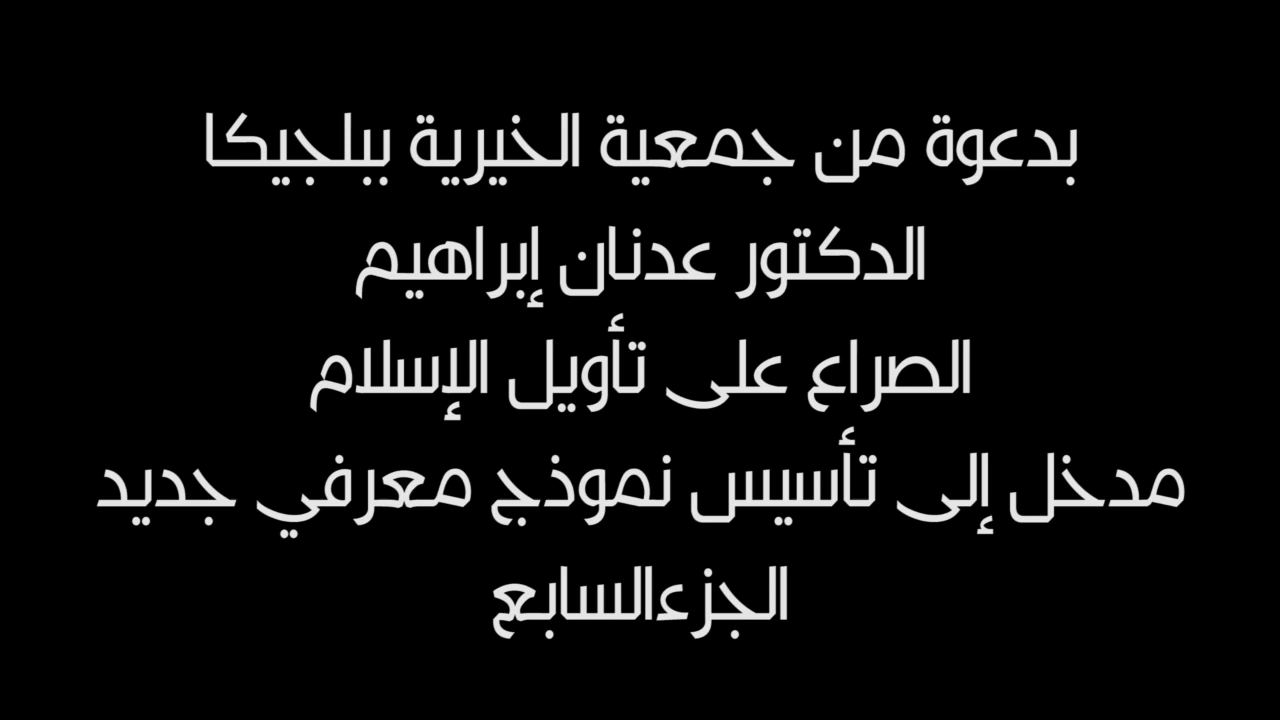 بدعوة من جمعية الخيرية ببلجيكا
الدكتور عدنان إبراهيم
الصراع على تأويل الإسلام
مدخل إلى تأسيس نموذج معرفي جديد
الجزءالسابع